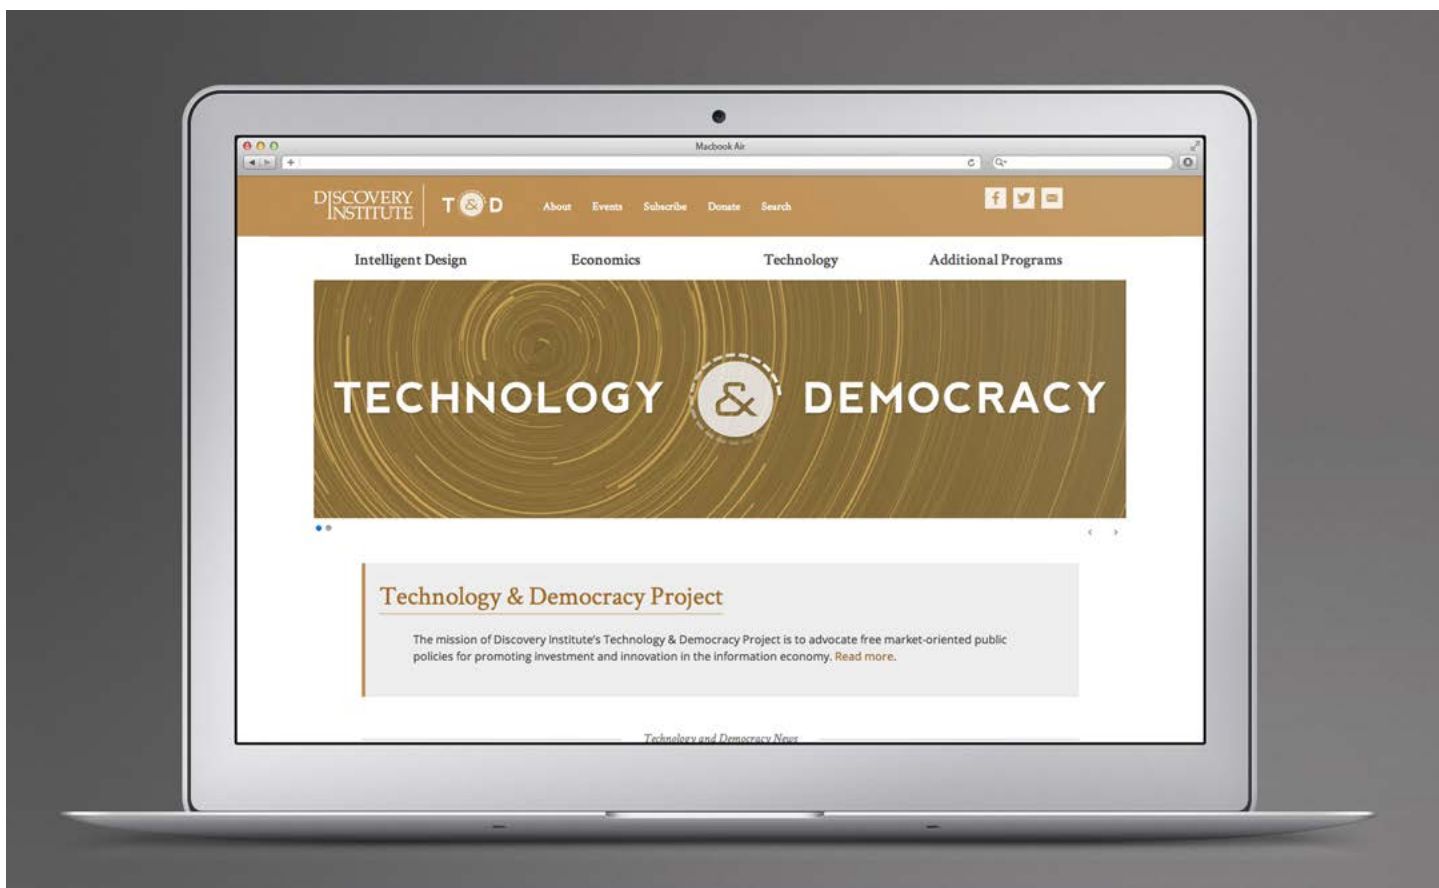 Macbook Air
DISCOVERY
INSTITUTE
T & D
About Events Subscribe Donate Search
Intelligent Design Economics Technology Additional Programs
TECHNOLOGY & DEMOCRACY
Technology & Democracy Project
The mission of Discovery Institute's Technology & Democracy Project is to advocate free market-oriented public
policies for promoting investment and innovation in the information economy. Read more.
Technology and Democracy News